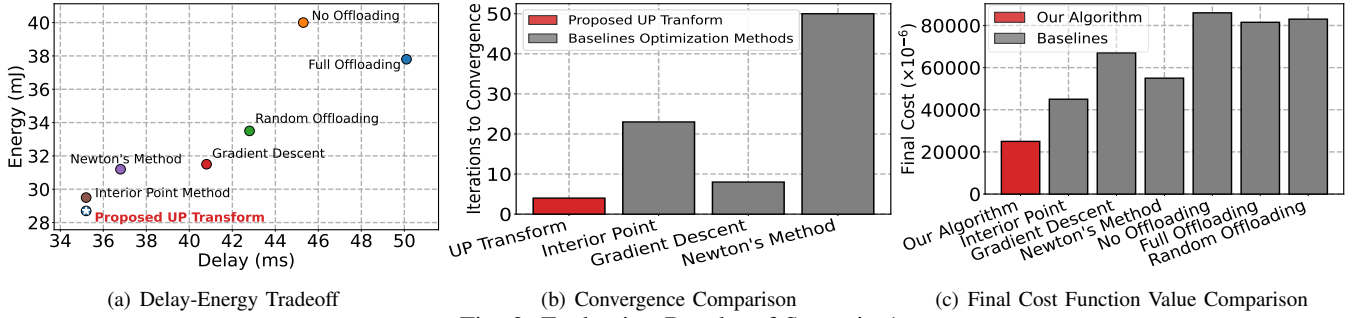 40
38
36
34
32
30
28
Energy (mJ)
No Offloading
Full Offloading
Random Offloading
Gradient Descent
Newton's Method
Interior Point Method
Proposed UP Transform
34 36 38 40 42 44 46 48 50
Delay (ms)
(a) Delay-Energy Tradeoff
50
40
30
20
10
0
Iterations to Convergence
Proposed UP Tranform
Baselines Optimization Methods
UP Transform
Interior Point
Gradient Descent
Newton's Method
(b) Convergence Comparison
80000
60000
40000
20000
0
Final Cost (×10⁻⁶)
Our Algorithm
Baselines
Our Algorithm
Interior Point
Gradient Descent
Newton's Method
No Offloading
Full Offloading
Random Offloading
(c) Final Cost Function Value Comparison